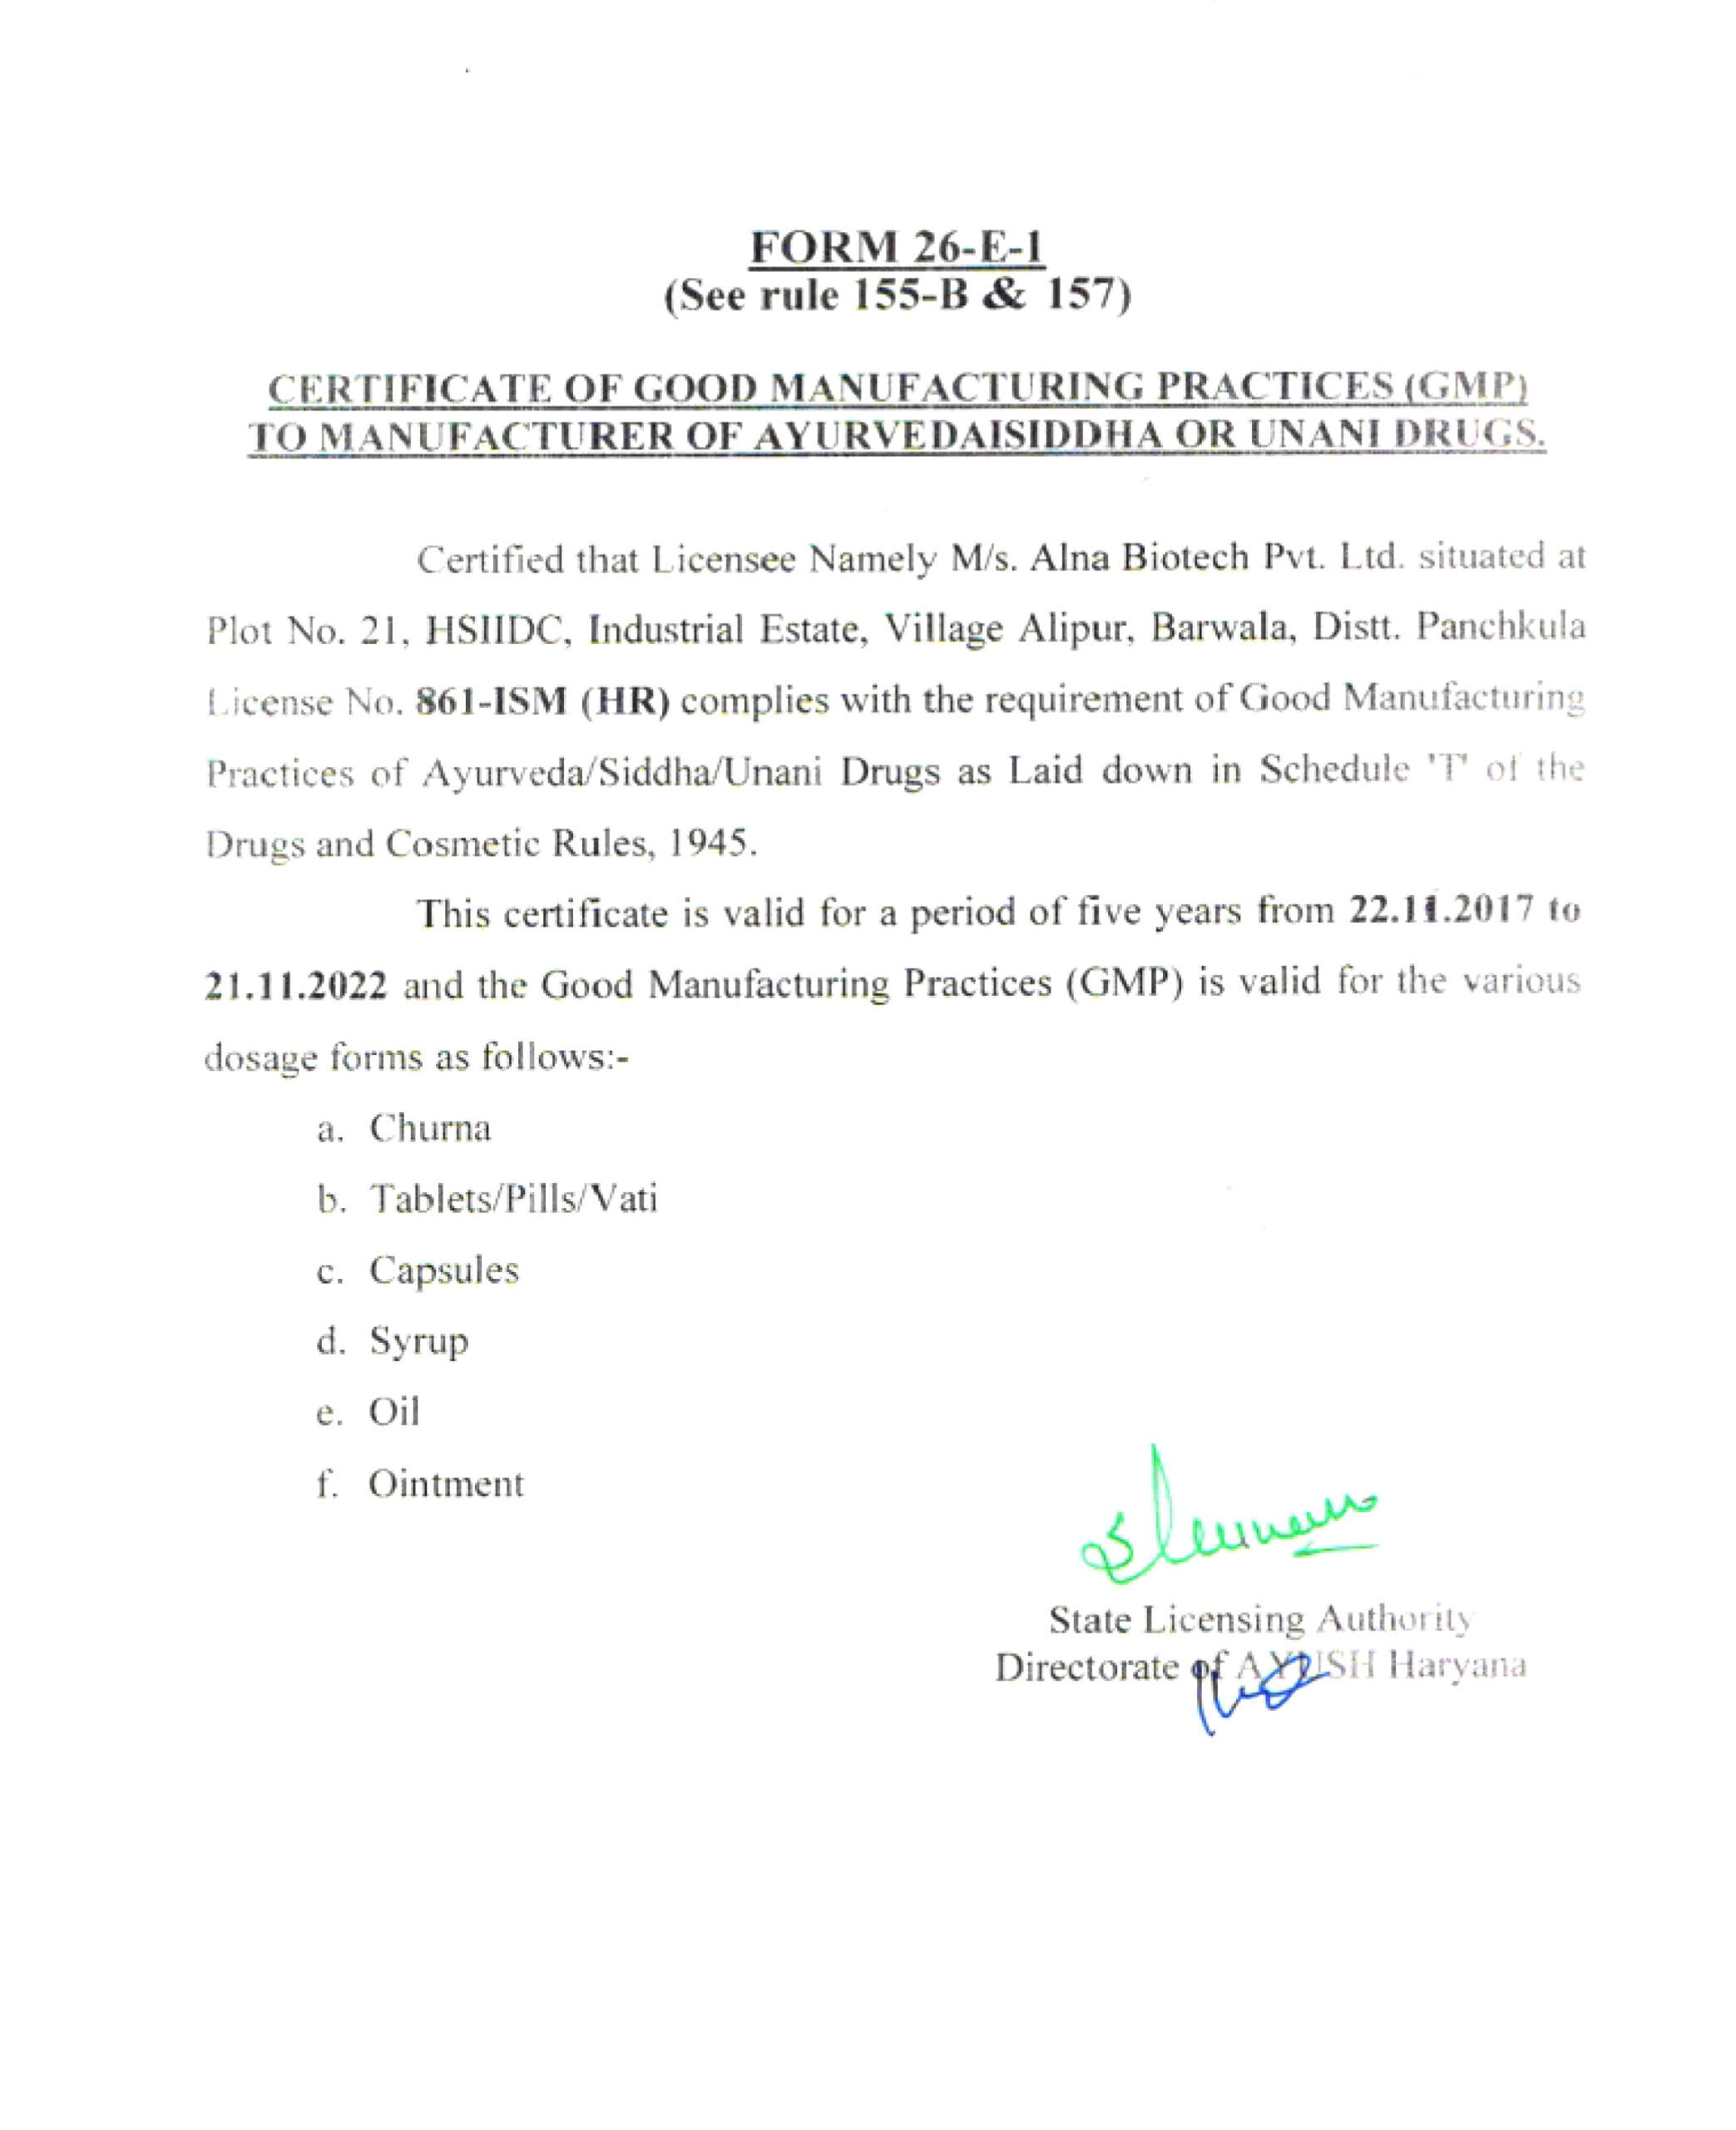 FORM 26-E-1
(See rule 155-B & 157)
CERTIFICATE OF GOOD MANUFACTURING PRACTICES (GMP)
TO MANUFACTURER OF AYURVEDAISIDDHA OR UNANI DRUGS.
Certified that Licensee Namely M/s. Alna Biotech Pvt. Ltd. situated at
Plot No. 21, HSIIDC, Industrial Estate, Village Alipur, Barwala, Distt. Panchkula
License No. 861-ISM (HR) complies with the requirement of Good Manufacturing
Practices of Ayurveda/Siddha/Unani Drugs as Laid down in Schedule 'T' of the
Drugs and Cosmetic Rules, 1945.
This certificate is valid for a period of five years from 22.11.2017 to
21.11.2022 and the Good Manufacturing Practices (GMP) is valid for the various
dosage forms as follows:-
a. Churna
b. Tablets/Pills/Vati
c. Capsules
d. Syrup
e. Oil
f. Ointment
State Licensing Authority
Directorate of AYUSH Haryana